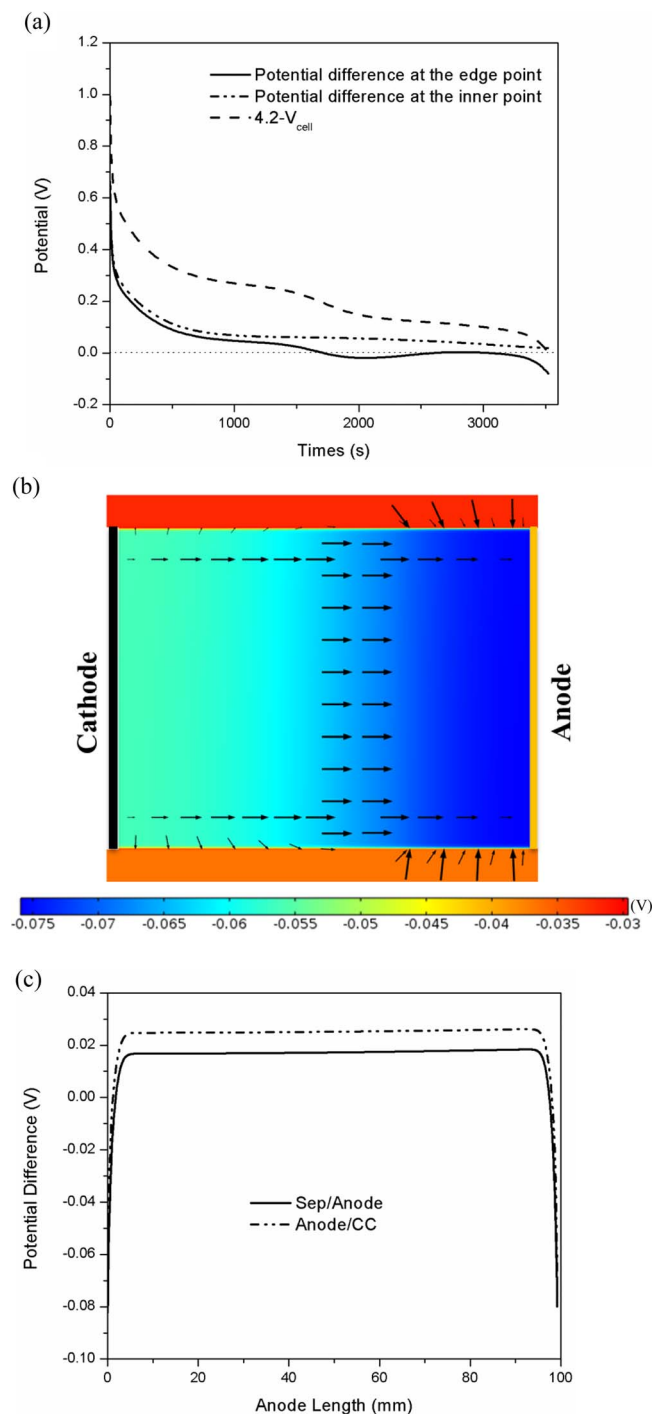 (a)
1.2
1.0
0.8
0.6
0.4
0.2
0.0
-0.2
Potential (V)
Potential difference at the edge point
Potential difference at the inner point
4.2-Vcell
0 1000 2000 3000
Times (s)
(b)
Cathode
Anode
-0.075 -0.07 -0.065 -0.06 -0.055 -0.05 -0.045 -0.04 -0.035 -0.03 (V)
(c)
0.04
0.02
0.00
-0.02
-0.04
-0.06
-0.08
-0.10
Potential Difference (V)
Sep/Anode
Anode/CC
0 20 40 60 80 100
Anode Length (mm)